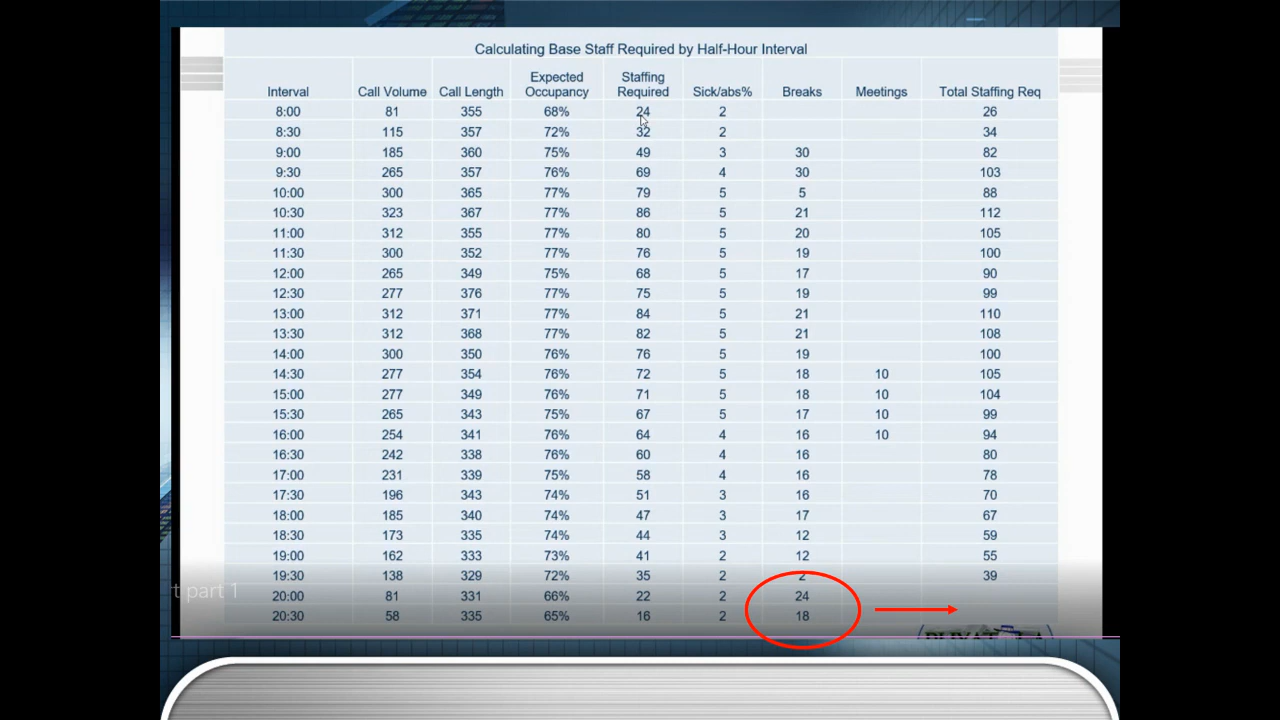 Calculating Base Staff Required by Half-Hour Interval
Interval Call Volume Call Length Expected Occupancy Staffing Required Sick/abs% Breaks Meetings Total Staffing Req
8:00 81 355 68% 24 2 26
8:30 115 357 72% 32 2 34
9:00 185 360 75% 49 3 30 82
9:30 265 357 76% 69 4 30 103
10:00 300 365 77% 79 5 5 88
10:30 323 367 77% 86 5 21 112
11:00 312 355 77% 80 5 20 105
11:30 300 352 77% 76 5 19 100
12:00 265 349 75% 68 5 17 90
12:30 277 376 77% 75 5 19 99
13:00 312 371 77% 84 5 21 110
13:30 312 368 77% 82 5 21 108
14:00 300 350 76% 76 5 19 100
14:30 277 354 76% 72 5 18 10 105
15:00 277 349 76% 71 5 18 10 104
15:30 265 343 75% 67 5 17 10 99
16:00 254 341 76% 64 4 16 10 94
16:30 242 338 76% 60 4 16 80
17:00 231 339 75% 58 4 16 78
17:30 196 343 74% 51 3 16 70
18:00 185 340 74% 47 3 17 67
18:30 173 335 74% 44 3 12 59
19:00 162 333 73% 41 2 12 55
19:30 138 329 72% 35 2 2 39
t part 1
20:00 81 331 66% 22 2 24
20:30 58 335 65% 16 2 18